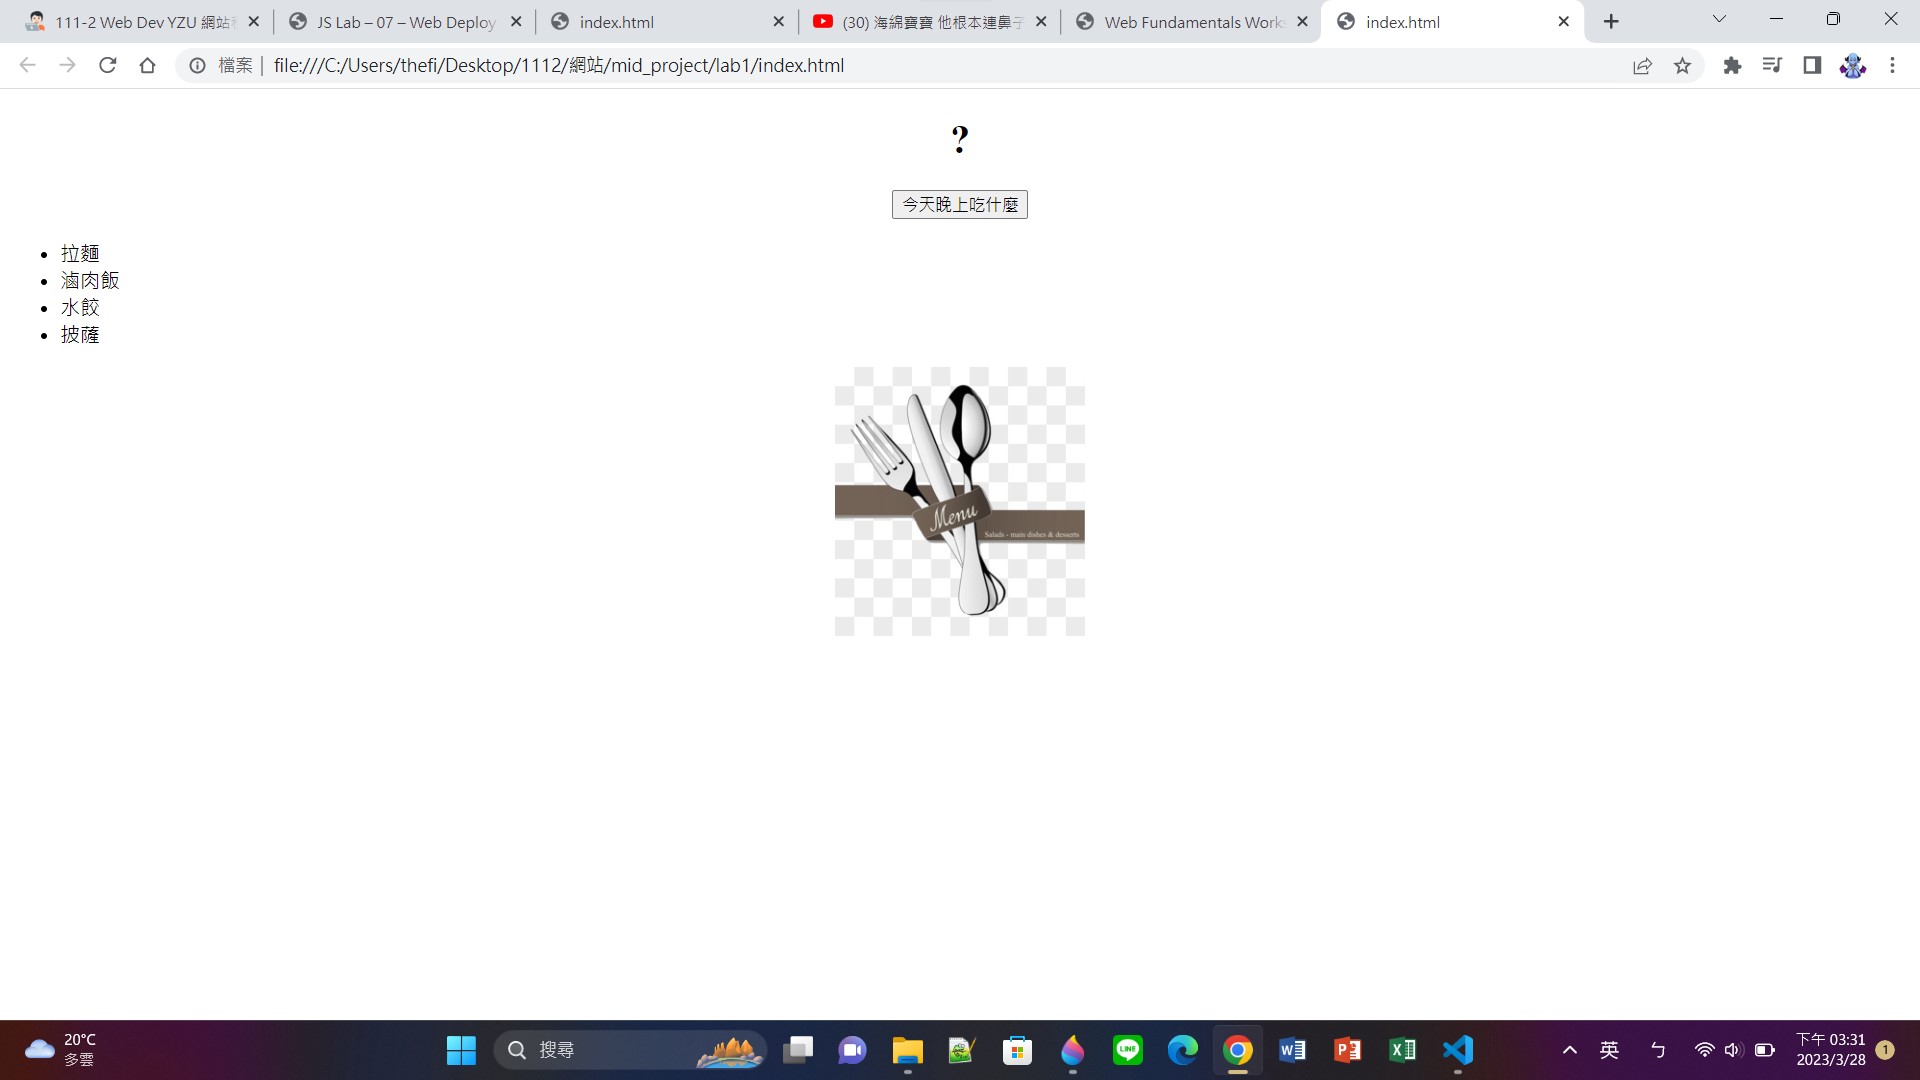 111-2 Web Dev YZU 網站
JS Lab – 07 – Web Deploy
index.html
(30) 海綿寶寶 他根本連鼻子
Web Fundamentals Works
index.html
檔案
file:///C:/Users/thefi/Desktop/1112/網站/mid_project/lab1/index.html
?
今天晚上吃什麼
拉麵
滷肉飯
水餃
披薩
Menu
Salads - main dishes & desserts
20°C
多雲
搜尋
LINE
英
ㄅ
下午 03:31
2023/3/28
1